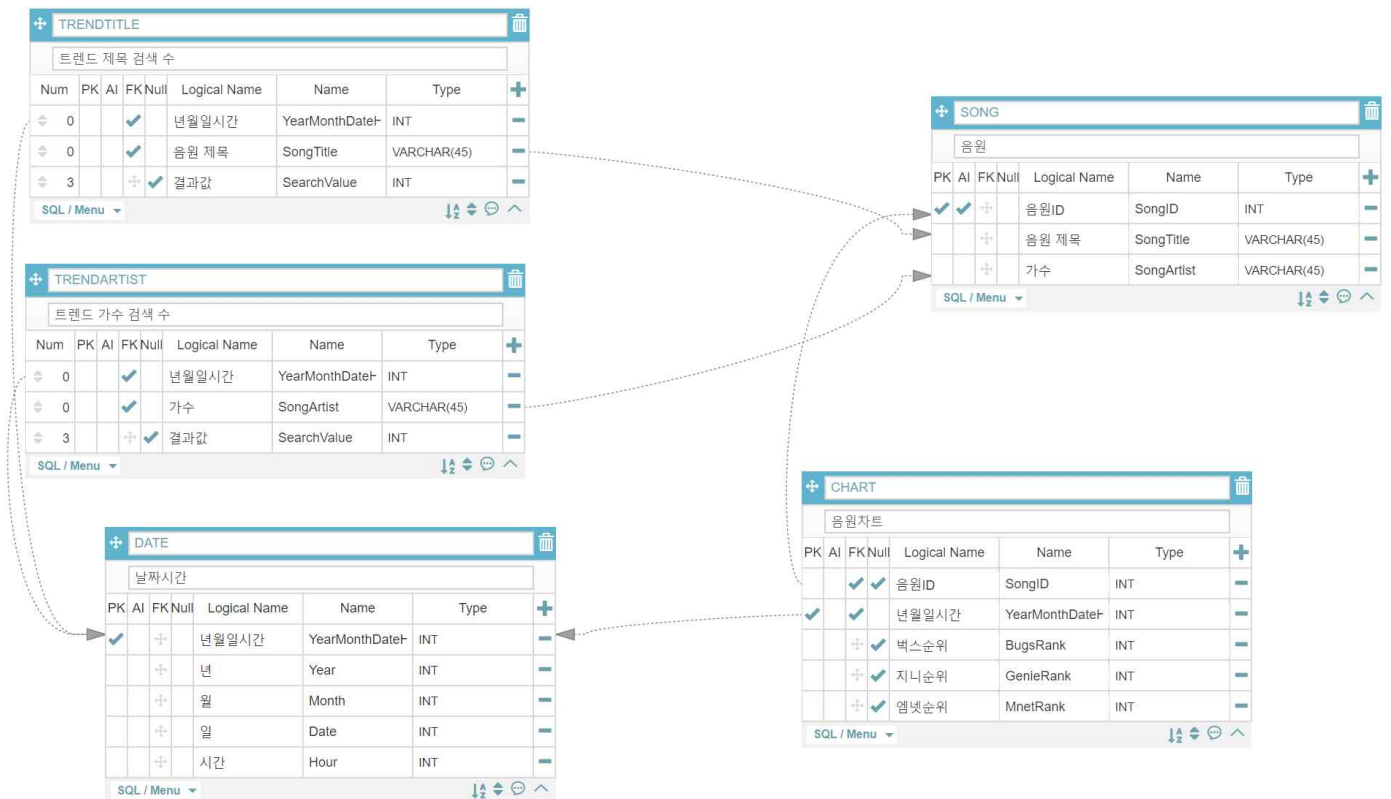 TRENDTITLE
트렌드 제목 검색 수
Num PK AI FK Null Logical Name Name Type
0 년월일시간 YearMonthDateH INT
0 음원 제목 SongTitle VARCHAR(45)
3 결과값 SearchValue INT
SQL / Menu
TRENDARTIST
트렌드 가수 검색 수
Num PK AI FK Null Logical Name Name Type
0 년월일시간 YearMonthDateH INT
0 가수 SongArtist VARCHAR(45)
3 결과값 SearchValue INT
SQL / Menu
DATE
날짜시간
PK AI FK Null Logical Name Name Type
년월일시간 YearMonthDateH INT
년 Year INT
월 Month INT
일 Date INT
시간 Hour INT
SQL / Menu
SONG
음원
PK AI FK Null Logical Name Name Type
음원ID SongID INT
음원 제목 SongTitle VARCHAR(45)
가수 SongArtist VARCHAR(45)
SQL / Menu
CHART
음원차트
PK AI FK Null Logical Name Name Type
음원ID SongID INT
년월일시간 YearMonthDateH INT
벅스순위 BugsRank INT
지니순위 GenieRank INT
엠넷순위 MnetRank INT
SQL / Menu